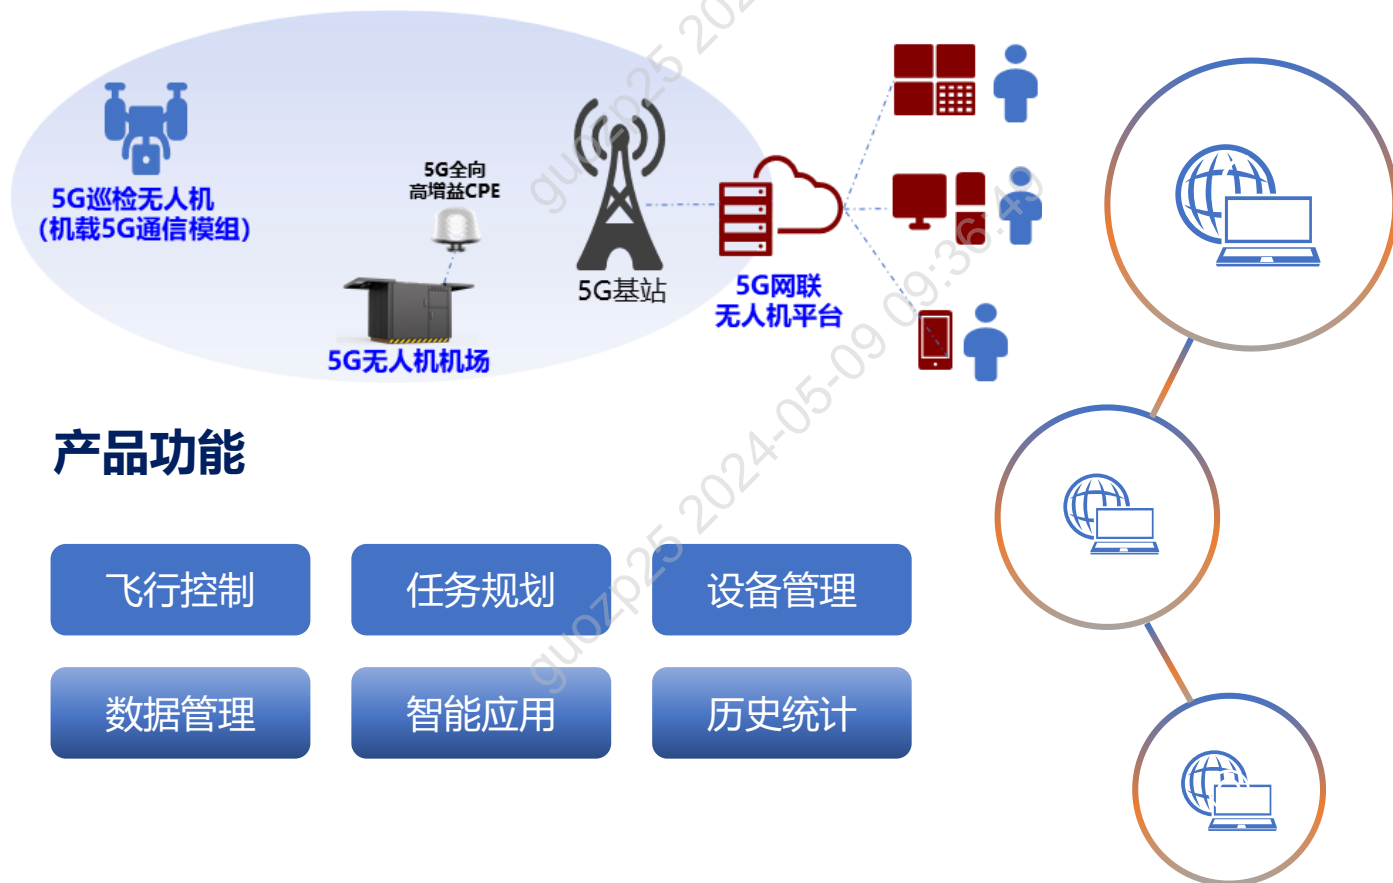 5G巡检无人机
(机载5G通信模组)
5G全向
高增益CPE
5G无人机机场
5G基站
5G网联
无人机平台
产品功能
飞行控制
任务规划
设备管理
数据管理
智能应用
历史统计
guozp25 202
guozp25 2024-05-09 09:36:49